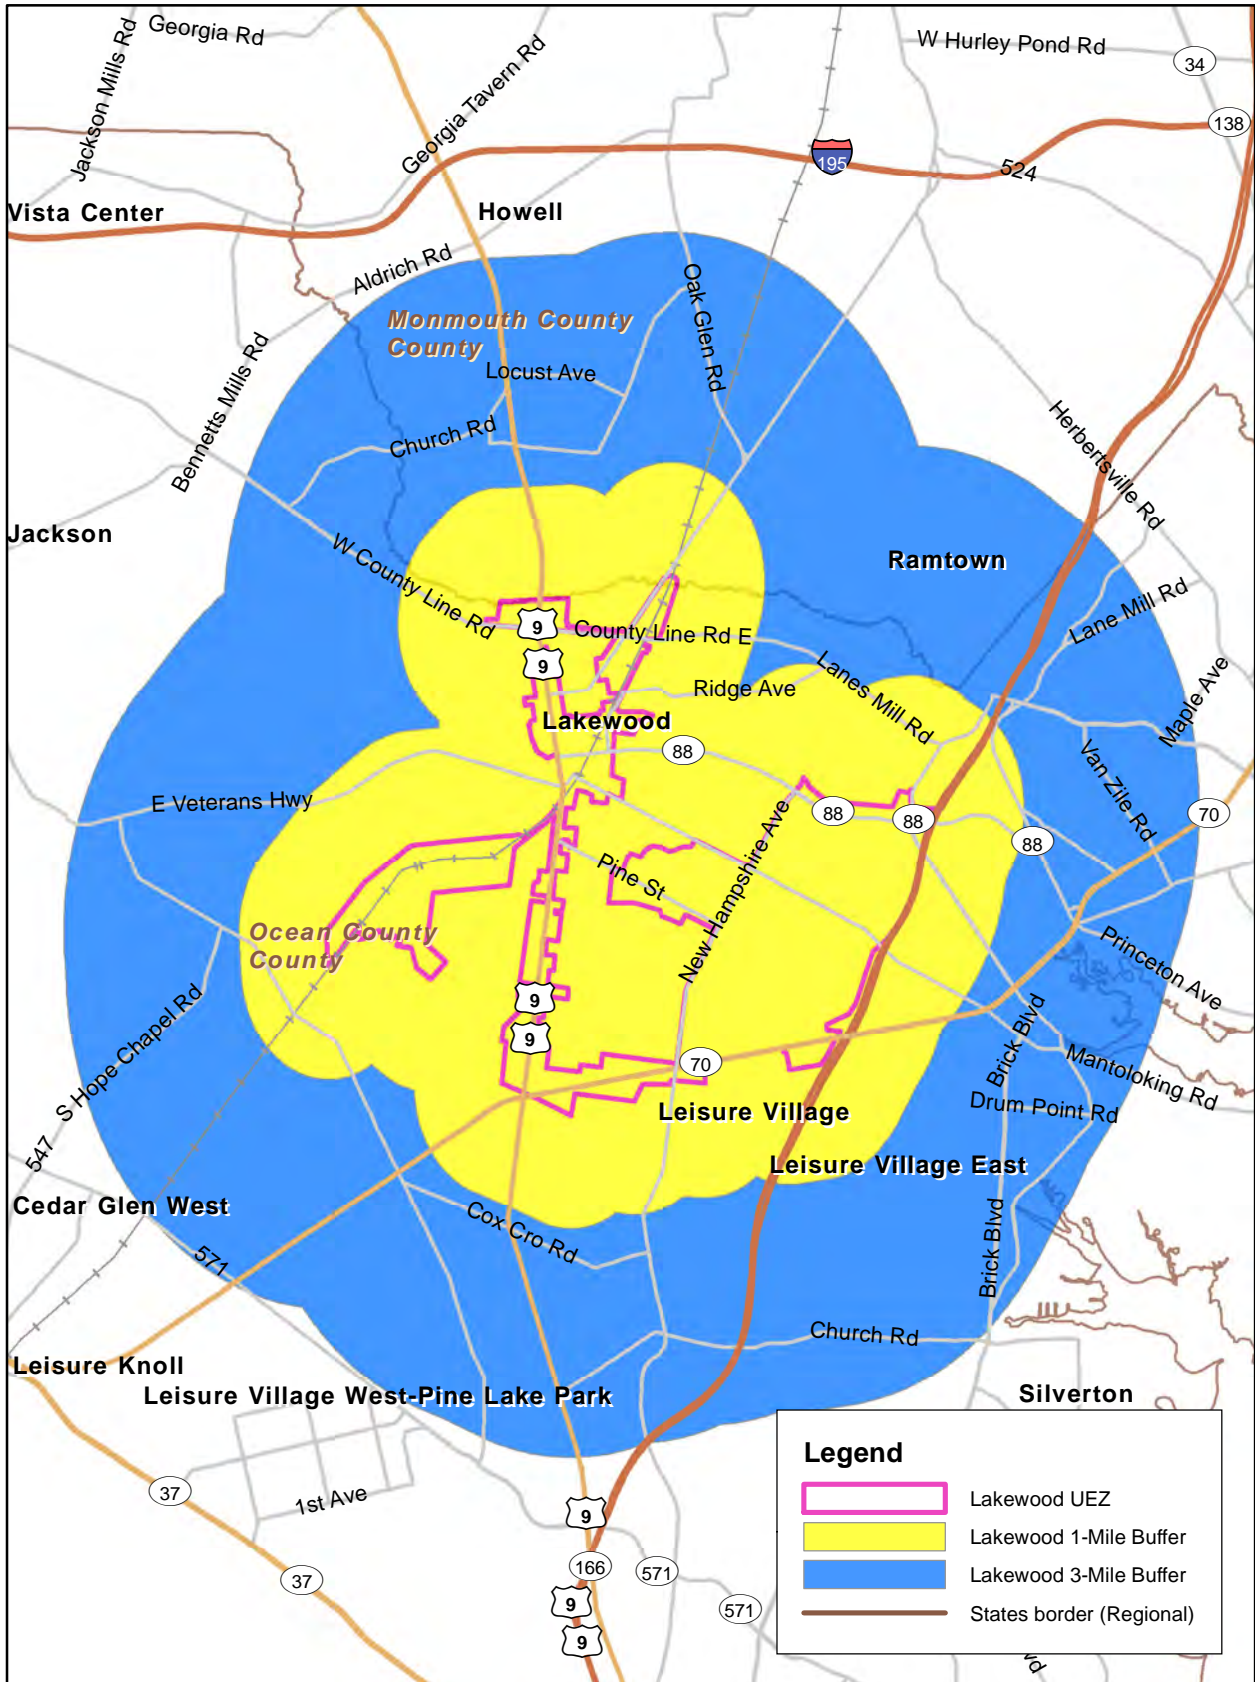 Georgia Rd
Jackson Mills Rd
Georgia Tavern Rd
W Hurley Pond Rd
34
138
195
524
Vista Center
Howell
Aldrich Rd
Oak Glen Rd
Monmouth County
County
Bennetts Mills Rd
Locust Ave
Church Rd
Herbertsville Rd
Jackson
W County Line Rd
Ramtown
Lane Mill Rd
9
County Line Rd E
9
Ridge Ave
Lanes Mill Rd
Maple Ave
Lakewood
88
Van Zile Rd
E Veterans Hwy
New Hampshire Ave
88
88
88
70
Pine St
Ocean County
County
Princeton Ave
S Hope Chapel Rd
9
9
70
Brick Blvd
Mantoloking Rd
Drum Point Rd
Leisure Village
547
Leisure Village East
Cedar Glen West
Cox Cro Rd
Brick Blvd
571
Church Rd
Leisure Knoll
Leisure Village West-Pine Lake Park
Silverton
37
1st Ave
9
166
571
37
9
571
9
Legend
Lakewood UEZ
Lakewood 1-Mile Buffer
Lakewood 3-Mile Buffer
States border (Regional)